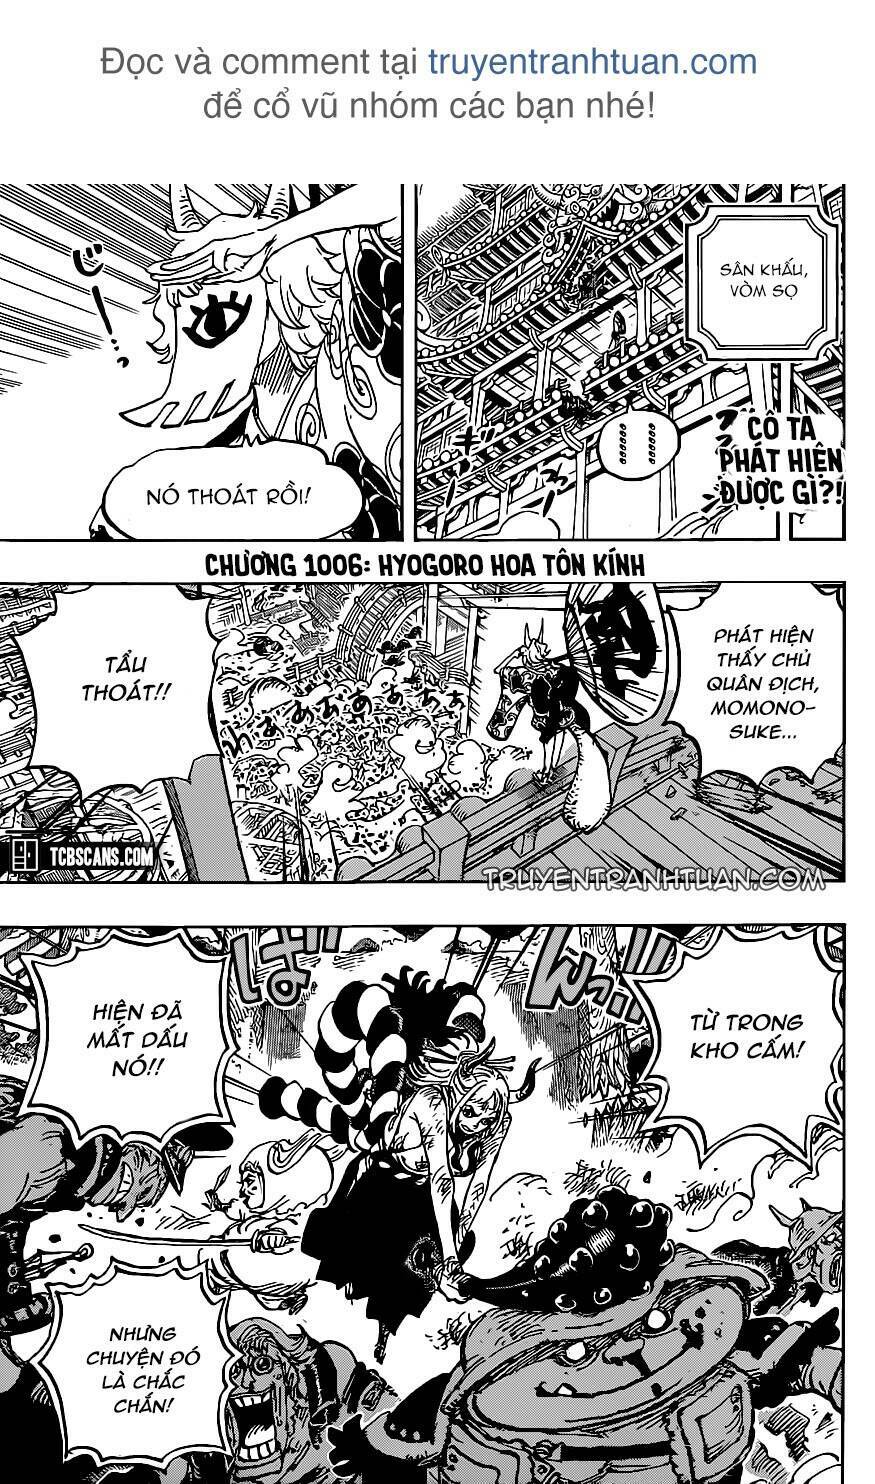 Đọc và comment tại truyentranhtuan.com
để cổ vũ nhóm các bạn nhé!
SÂN KHẤU,
VÒM SỌ
CÔ TA
PHÁT HIỆN
ĐƯỢC GÌ?!
NÓ THOÁT RỒI!
CHƯƠNG 1006: HYOGORO HOA TÔN KÍNH
PHÁT HIỆN
THẤY CHỦ
QUÂN ĐỊCH,
MOMONO-
SUKE...
TẨU
THOÁT!!
TCBSCANS.COM
TRUYENTRANHTUAN.COM
TỪ TRONG
KHO CẤM!
HIỆN ĐÃ
MẤT DẤU
NÓ!!
NHƯNG
CHUYỆN ĐÓ
LÀ CHẮC
CHẮN!
TRUYENTRANHTUAN.COM